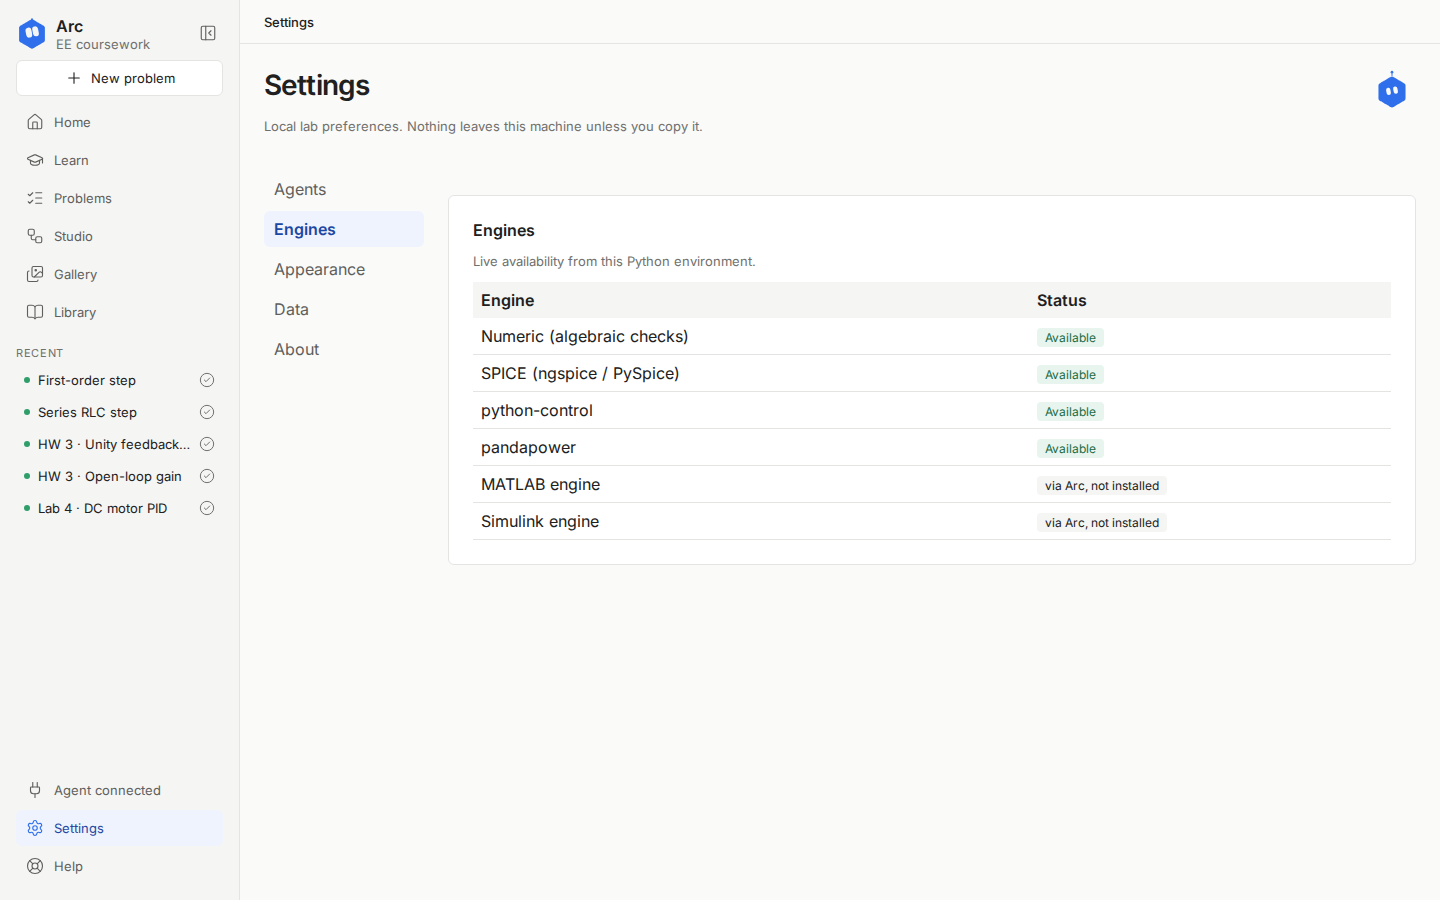 Arc
EE coursework
New problem
Home
Learn
Problems
Studio
Gallery
Library
RECENT
First-order step
Series RLC step
HW 3 · Unity feedback...
HW 3 · Open-loop gain
Lab 4 · DC motor PID
Agent connected
Settings
Help
Settings
Settings
Local lab preferences. Nothing leaves this machine unless you copy it.
Agents
Engines
Appearance
Data
About
Engines
Live availability from this Python environment.
Engine Status
Numeric (algebraic checks) Available
SPICE (ngspice / PySpice) Available
python-control Available
pandapower Available
MATLAB engine via Arc, not installed
Simulink engine via Arc, not installed